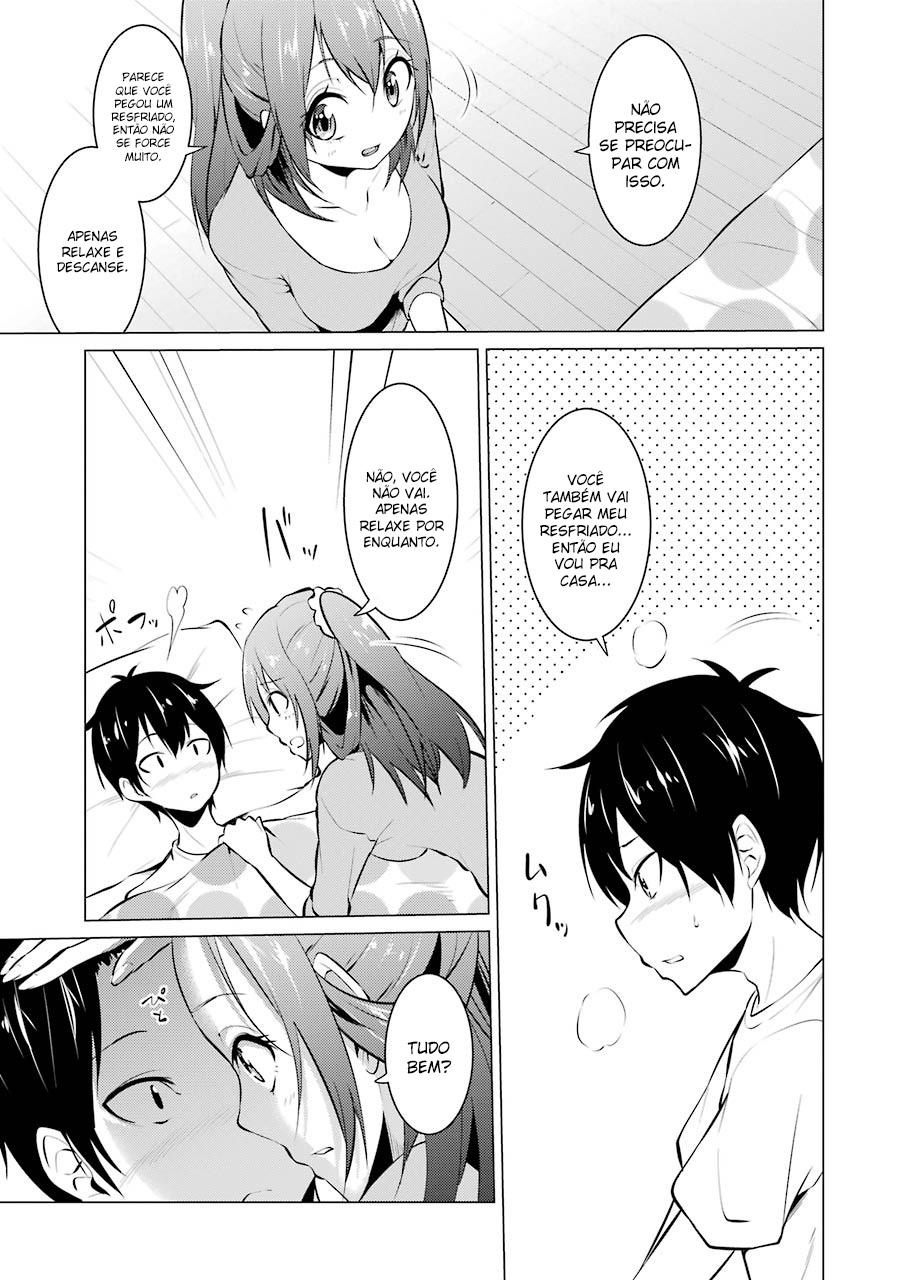 NÃO
PRECISA
SE PREOCU-
PAR COM
ISSO.
PARECE
QUE VOCÊ
PEGOU UM
RESFRIADO,
ENTÃO NÃO
SE FORCE
MUITO.
APENAS
RELAXE E
DESCANSE.
VOCÊ
TAMBÉM VAI
PEGAR MEU
RESFRIADO...
ENTÃO EU
VOU PRA
CASA...
ムクッ
NÃO, VOCÊ
NÃO VAI.
APENAS
RELAXE POR
ENQUANTO.
バッ
ポフッ
TUDO
BEM?
ぴと